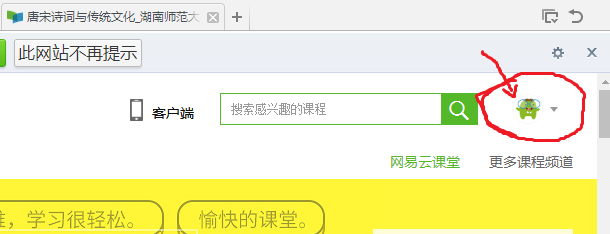 唐宋诗词与传统文化_湖南师范大
此网站不再提示
客户端
搜索感兴趣的课程
网易云课堂
更多课程频道
，学习很轻松。
愉快的课堂。